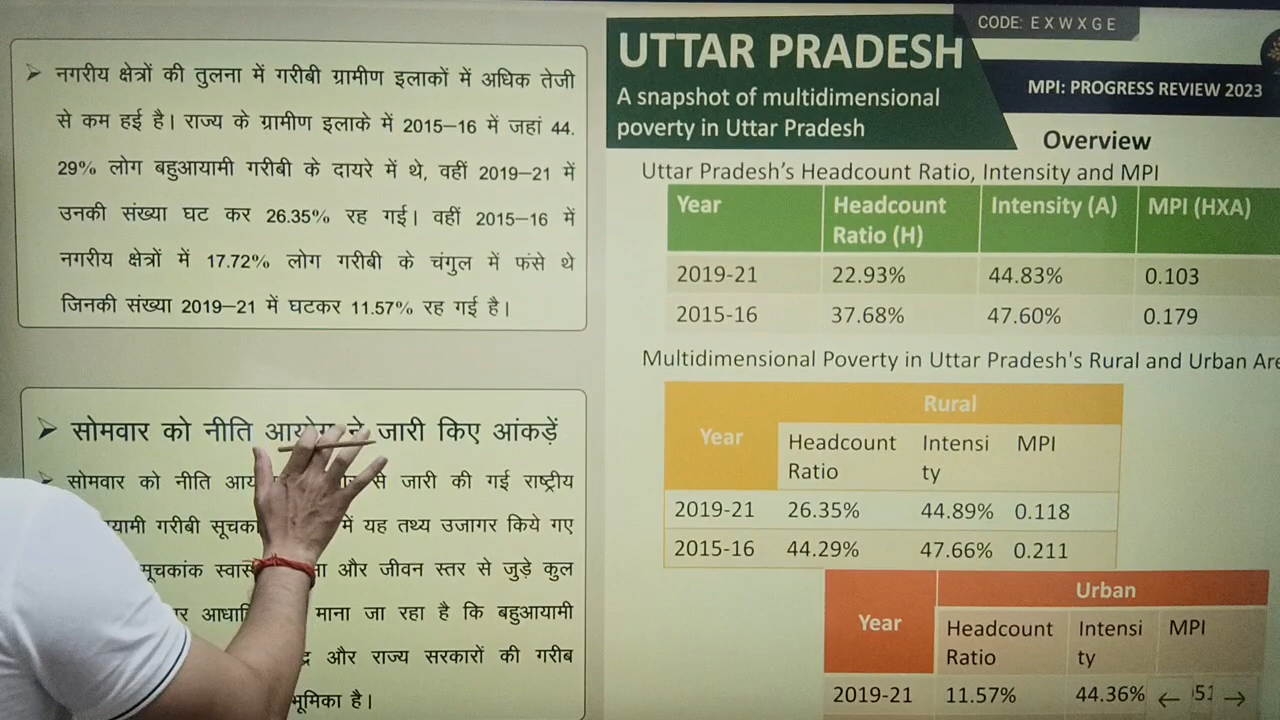 ➢ नगरीय क्षेत्रों की तुलना में गरीबी ग्रामीण इलाकों में अधिक तेजी
से कम हई है। राज्य के ग्रामीण इलाके में 2015–16 में जहां 44.
29% लोग बहुआयामी गरीबी के दायरे में थे, वहीं 2019–21 में
उनकी संख्या घट कर 26.35% रह गई। वहीं 2015–16 में
नगरीय क्षेत्रों में 17.72% लोग गरीबी के चंगुल में फंसे थे
जिनकी संख्या 2019–21 में घटकर 11.57% रह गई है।
➢ सोमवार को नीति ने जारी किए आंकड़ें
सोमवार को नीति से जारी की गई राष्ट्रीय
गरीबी में यह तथ्य उजागर किये गए
और जीवन स्तर से जुड़े कुल
माना जा रहा है कि बहुआयामी
और राज्य सरकारों की गरीब
भूमिका है।
CODE: E X W X G E
UTTAR PRADESH
A snapshot of multidimensional
poverty in Uttar Pradesh
MPI: PROGRESS REVIEW 2023
Overview
Uttar Pradesh's Headcount Ratio, Intensity and MPI
Year Headcount Ratio (H) Intensity (A) MPI (HXA)
2019-21 22.93% 44.83% 0.103
2015-16 37.68% 47.60% 0.179
Multidimensional Poverty in Uttar Pradesh's Rural and Urban
Rural
Year Headcount Ratio Intensi ty MPI
2019-21 26.35% 44.89% 0.118
2015-16 44.29% 47.66% 0.211
Urban
Year Headcount Ratio Intensi ty MPI
2019-21 11.57% 44.36%